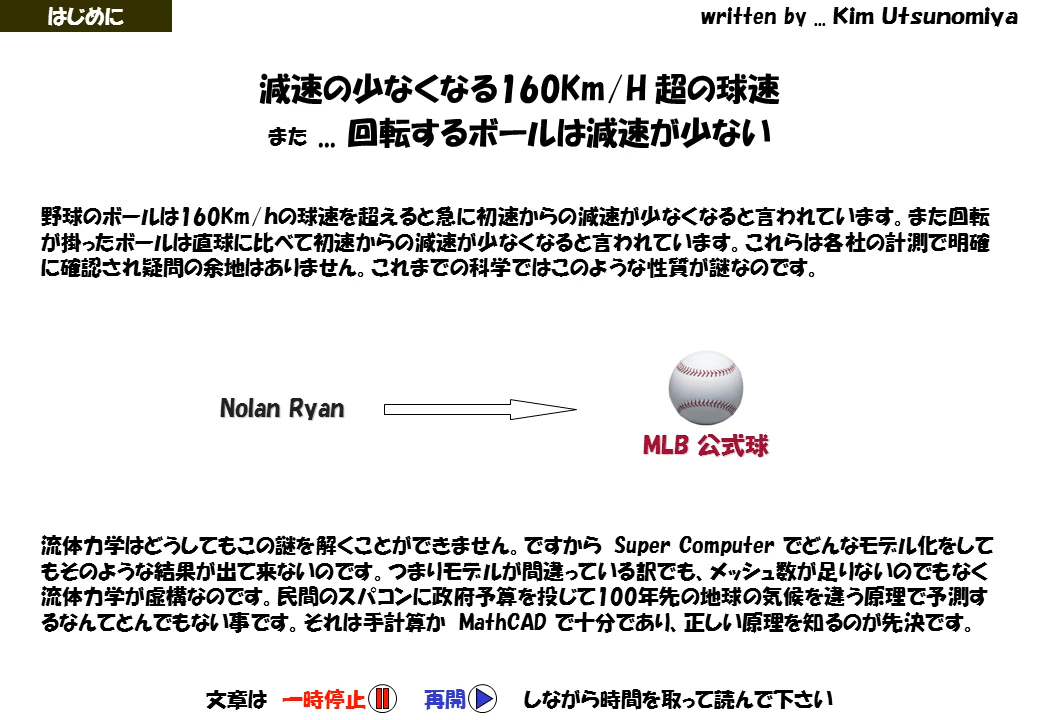 はじめに
written by ... Kim Utsunomiya
減速の少なくなる160Km/H 超の球速
また ... 回転するボールは減速が少ない
野球のボールは160Km/hの球速を超えると急に初速からの減速が少なくなると言われています。また回転
が掛ったボールは直球に比べて初速からの減速が少なくなると言われています。これらは各社の計測で明確
に確認され疑問の余地はありません。これまでの科学ではこのような性質が謎なのです。
Nolan Ryan
MLB 公式球
流体力学はどうしてもこの謎を解くことができません。ですから Super Computer でどんなモデル化をして
もそのような結果が出て来ないのです。つまりモデルが間違っている訳でも、メッシュ数が足りないのでもなく
流体力学が虚構なのです。民間のスパコンに政府予算を投じて100年先の地球の気候を違う原理で予測す
るなんてとんでもない事です。それは手計算か MathCAD で十分であり、正しい原理を知るのが先決です。
文章は 一時停止 再開 しながら時間を取って読んで下さい